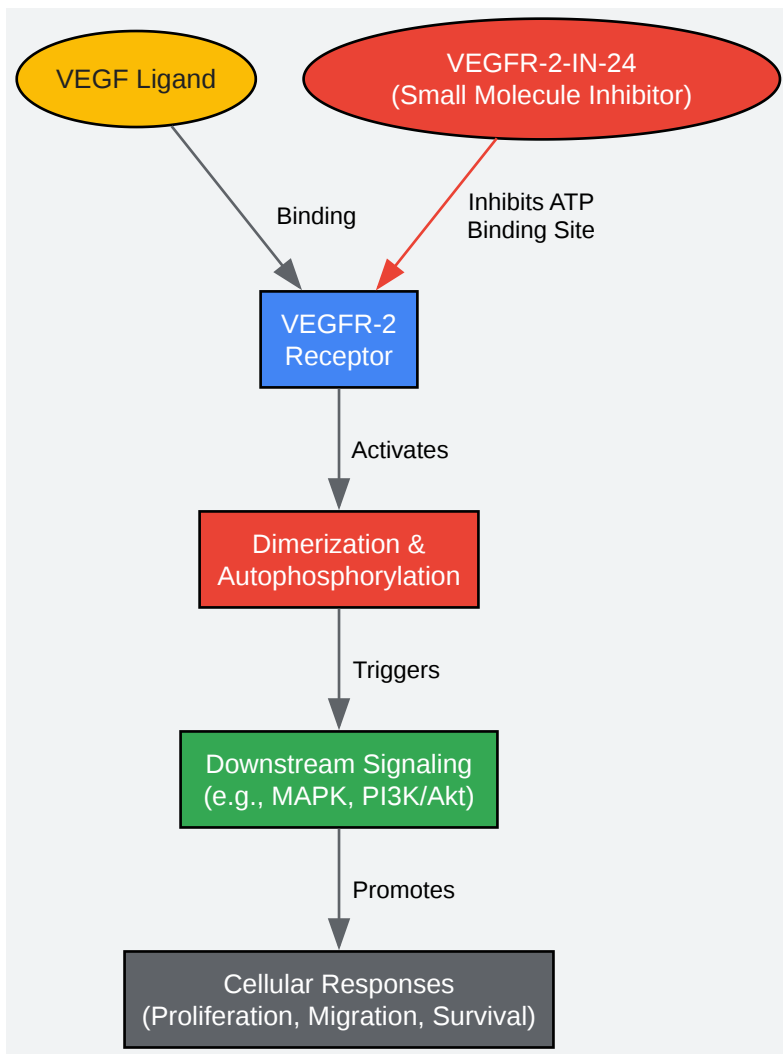 VEGF Ligand
VEGFR-2-IN-24
(Small Molecule Inhibitor)
Binding
Inhibits ATP
Binding Site
VEGFR-2
Receptor
Activates
Dimerization &
Autophosphorylation
Triggers
Downstream Signaling
(e.g., MAPK, PI3K/Akt)
Promotes
Cellular Responses
(Proliferation, Migration, Survival)